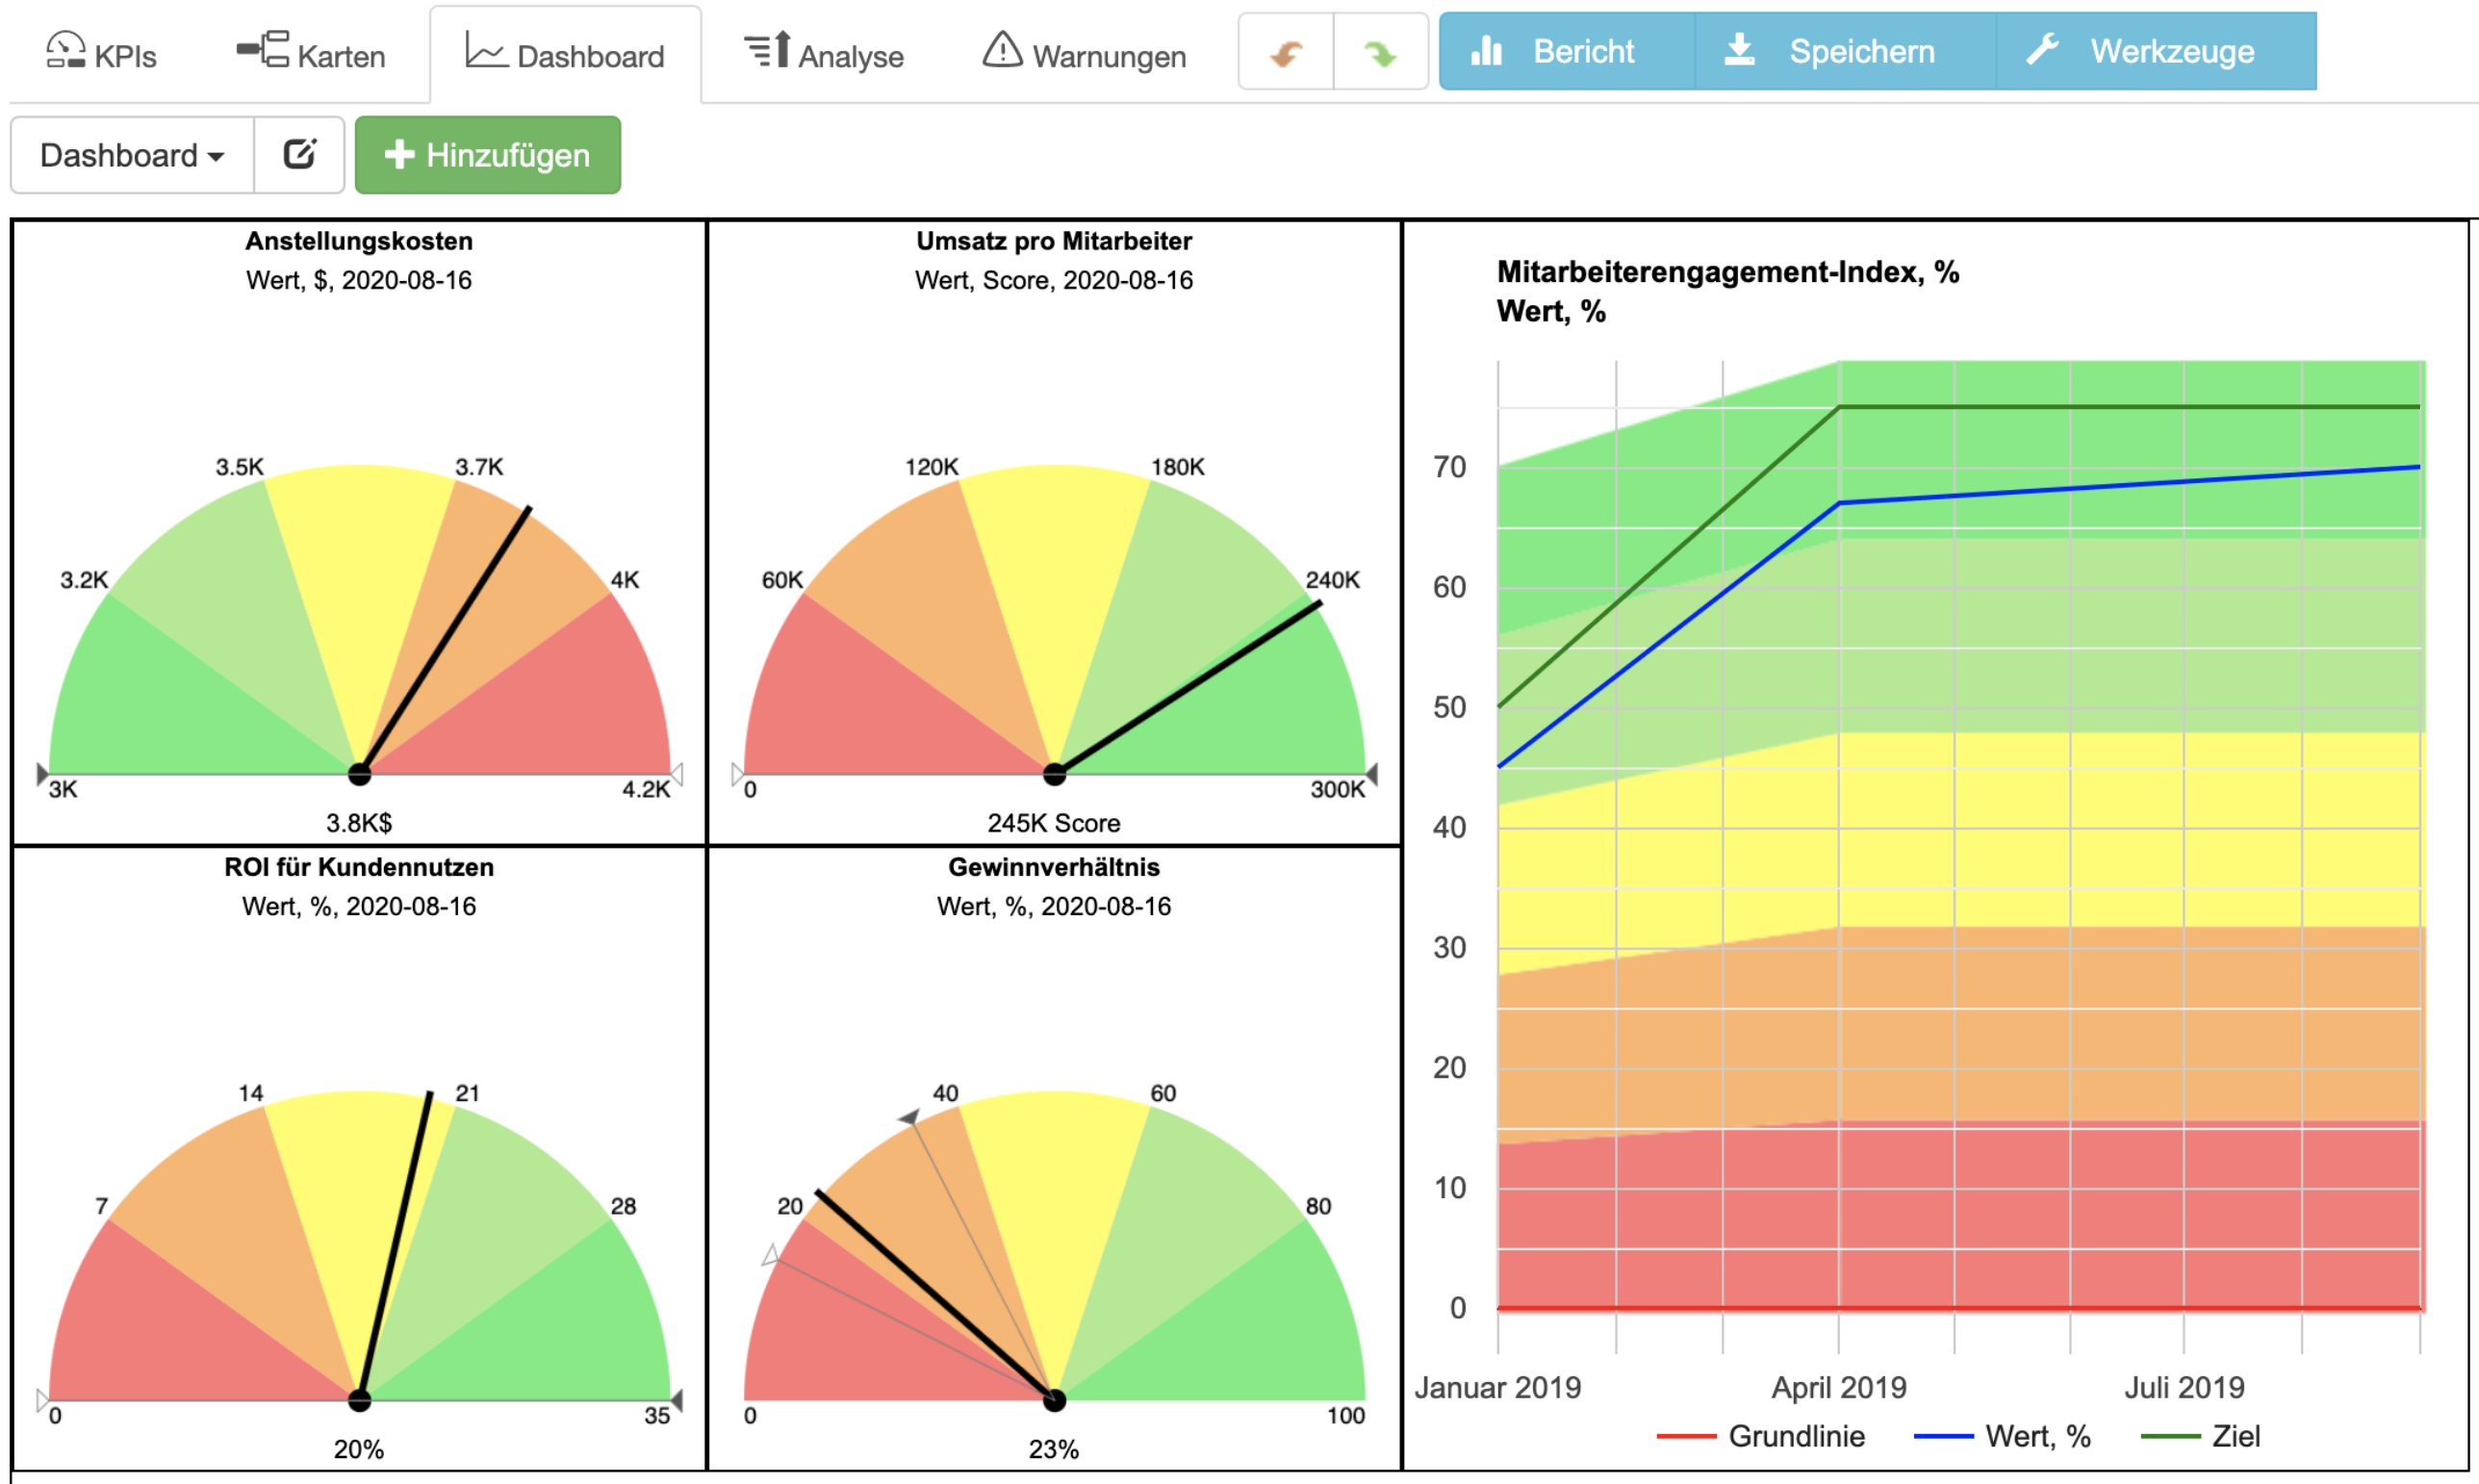 KPIs
Karten
Dashboard
Analyse
Warnungen
Bericht
Speichern
Werkzeuge
Dashboard
Hinzufügen
Anstellungskosten
Wert, $, 2020-08-16
3K
3.2K
3.5K
3.7K
4K
4.2K
3.8K$
Umsatz pro Mitarbeiter
Wert, Score, 2020-08-16
0
60K
120K
180K
240K
300K
245K Score
ROI für Kundennutzen
Wert, %, 2020-08-16
0
7
14
21
28
35
20%
Gewinnverhältnis
Wert, %, 2020-08-16
0
20
40
60
80
100
23%
Mitarbeiterengagement-Index, %
Wert, %
70
60
50
40
30
20
10
0
Januar 2019 April 2019 Juli 2019
Grundlinie Wert, % Ziel